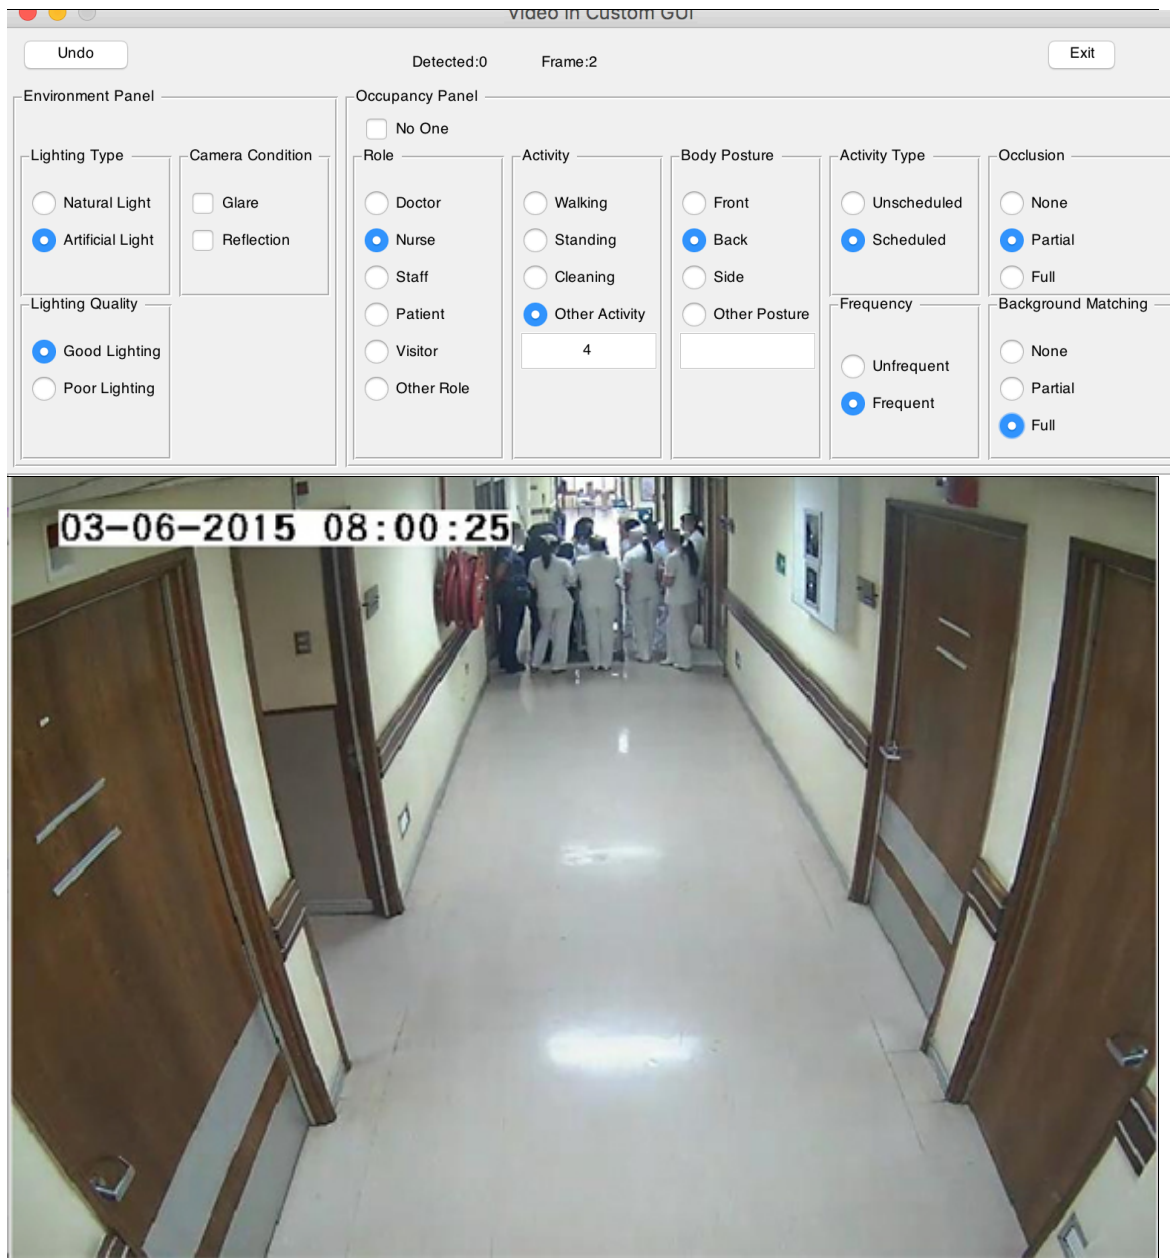 Video in Custom GUI
Undo
Detected:0
Frame:2
Exit
Environment Panel
Occupancy Panel
No One
Lighting Type
Camera Condition
Role
Activity
Body Posture
Activity Type
Occlusion
Natural Light
Glare
Doctor
Walking
Front
Unscheduled
None
Artificial Light
Reflection
Nurse
Standing
Back
Scheduled
Partial
Staff
Cleaning
Side
Full
Lighting Quality
Patient
Other Activity
Other Posture
Frequency
Background Matching
Good Lighting
Visitor
4
Unfrequent
None
Poor Lighting
Other Role
Frequent
Partial
Full
03-06-2015 08:00:25